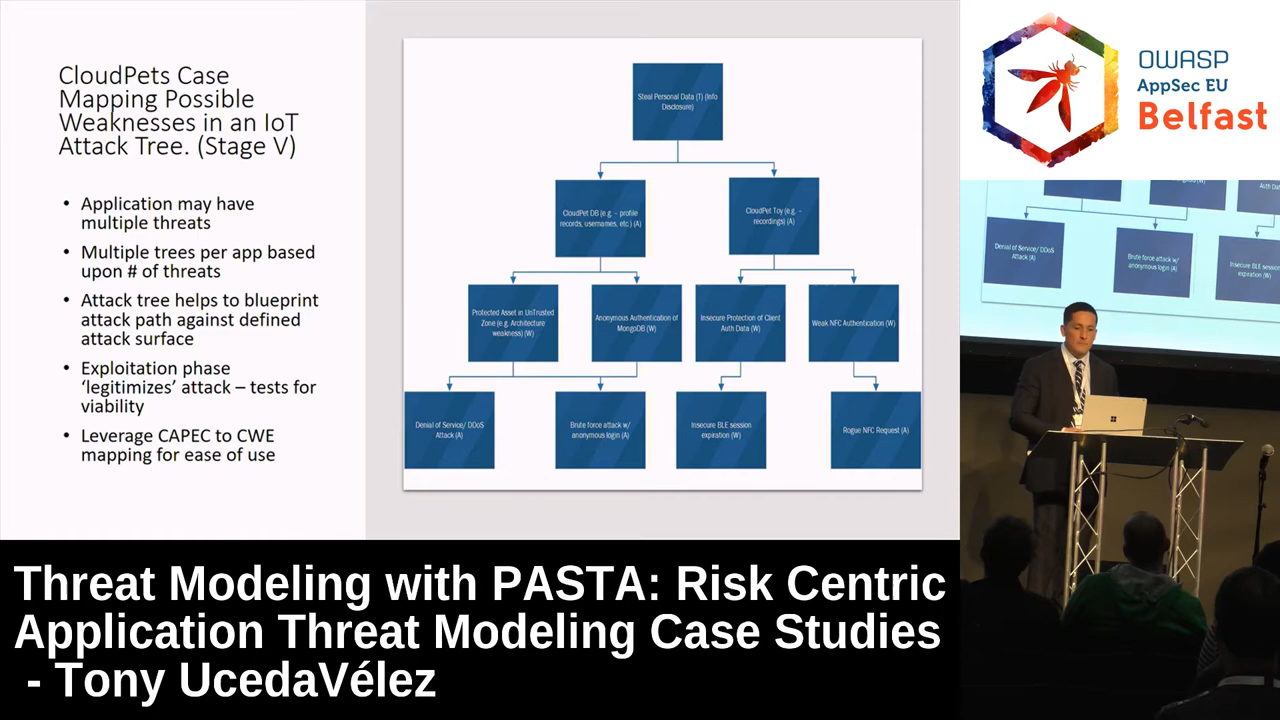 CloudPets Case
Mapping Possible
Weaknesses in an IoT
Attack Tree. (Stage V)
• Application may have
multiple threats
• Multiple trees per app based
upon # of threats
• Attack tree helps to blueprint
attack path against defined
attack surface
• Exploitation phase
‘legitimizes’ attack – tests for
viability
• Leverage CAPEC to CWE
mapping for ease of use
Steal Personal Data (T) (Info
Disclosure)
CloudPet DB (e.g. – profile
records, usernames, etc.) (A)
CloudPet Toy (e.g. -
recordings) (A)
Protected Asset in UnTrusted
Zone (e.g. Architecture
weakness) (W)
Anonymous Authentication of
MongoDB (W)
Insecure Protection of Client
Auth Data (W)
Weak NFC Authentication (W)
Denial of Service/ DDoS
Attack (A)
Brute force attack w/
anonymous login (A)
Insecure BLE session
expiration (W)
Rogue NFC Request (A)
OWASP
AppSec EU
Belfast
Auth Data (W)
Denial of Service/ DDoS
Attack (A)
Brute force attack w/
anonymous login (A)
Insecure BLE session
expiration (W)
Threat Modeling with PASTA: Risk Centric
Application Threat Modeling Case Studies
- Tony UcedaVélez